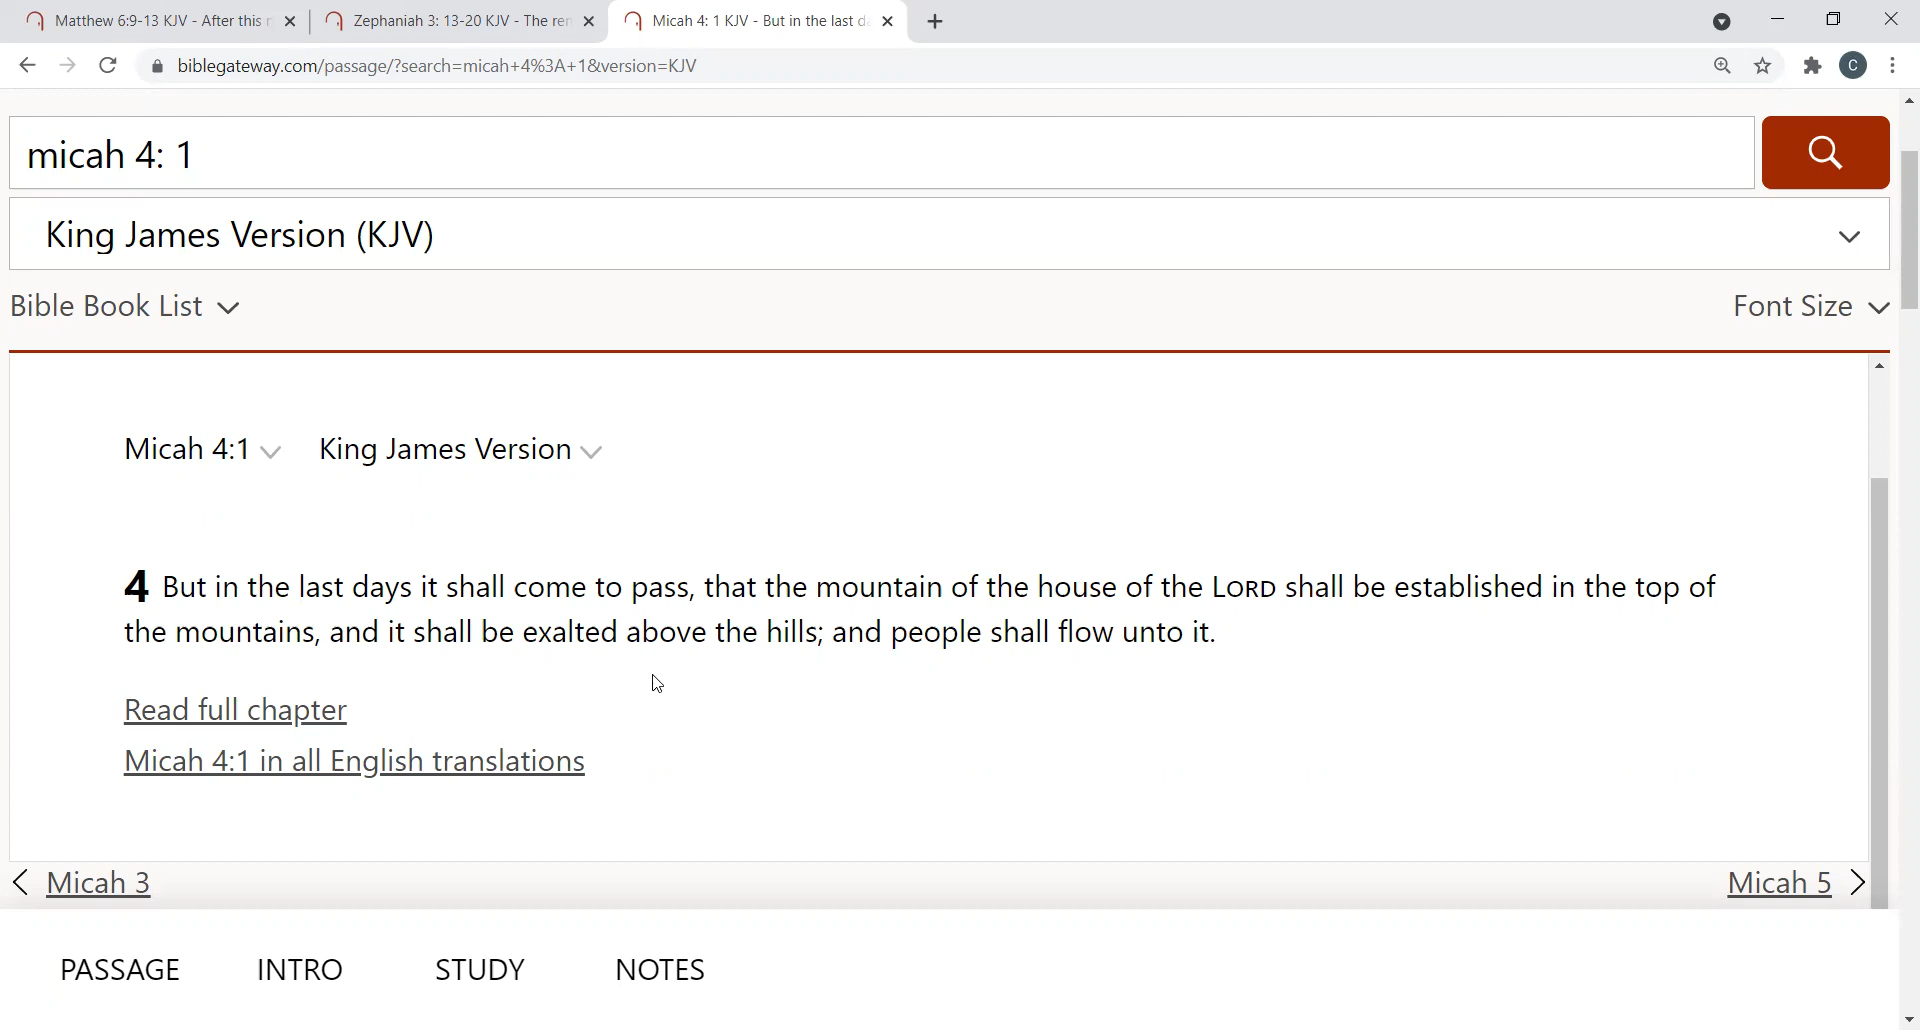 Matthew 6:9-13 KJV - After this
Zephaniah 3: 13-20 KJV - The
Micah 4: 1 KJV - But in the last
biblegateway.com/passage/?search=micah+4%3A+1&version=KJV
C
micah 4: 1
King James Version (KJV)
Bible Book List
Font Size
Micah 4:1 King James Version
4 But in the last days it shall come to pass, that the mountain of the house of the LORD shall be established in the top of
the mountains, and it shall be exalted above the hills; and people shall flow unto it.
Read full chapter
Micah 4:1 in all English translations
Micah 3
Micah 5
PASSAGE INTRO STUDY NOTES